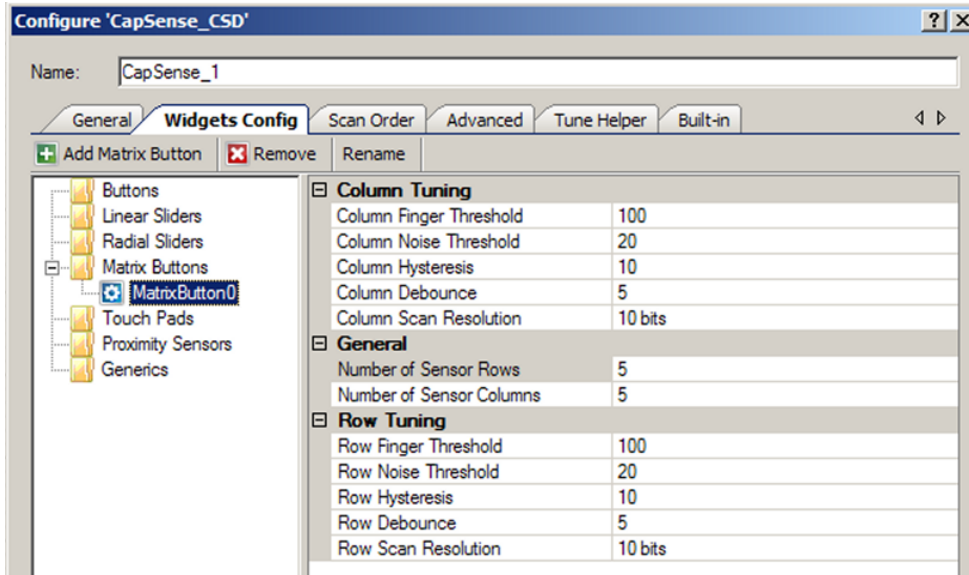 Configure 'CapSense_CSD'
Name: CapSense_1
General Widgets Config Scan Order Advanced Tune Helper Built-in
Add Matrix Button Remove Rename
Buttons
Linear Sliders
Radial Sliders
Matrix Buttons
MatrixButton0
Touch Pads
Proximity Sensors
Generics
Column Tuning
Column Finger Threshold 100
Column Noise Threshold 20
Column Hysteresis 10
Column Debounce 5
Column Scan Resolution 10 bits
General
Number of Sensor Rows 5
Number of Sensor Columns 5
Row Tuning
Row Finger Threshold 100
Row Noise Threshold 20
Row Hysteresis 10
Row Debounce 5
Row Scan Resolution 10 bits